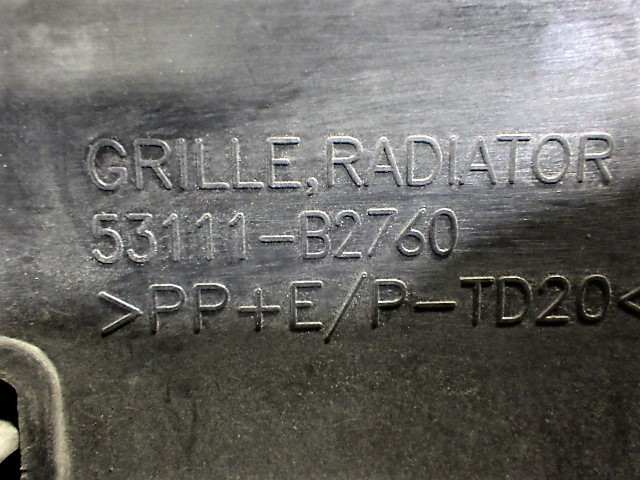 GRILLE, RADIATOR
53111-B2760
>PP+E/P-TD20<